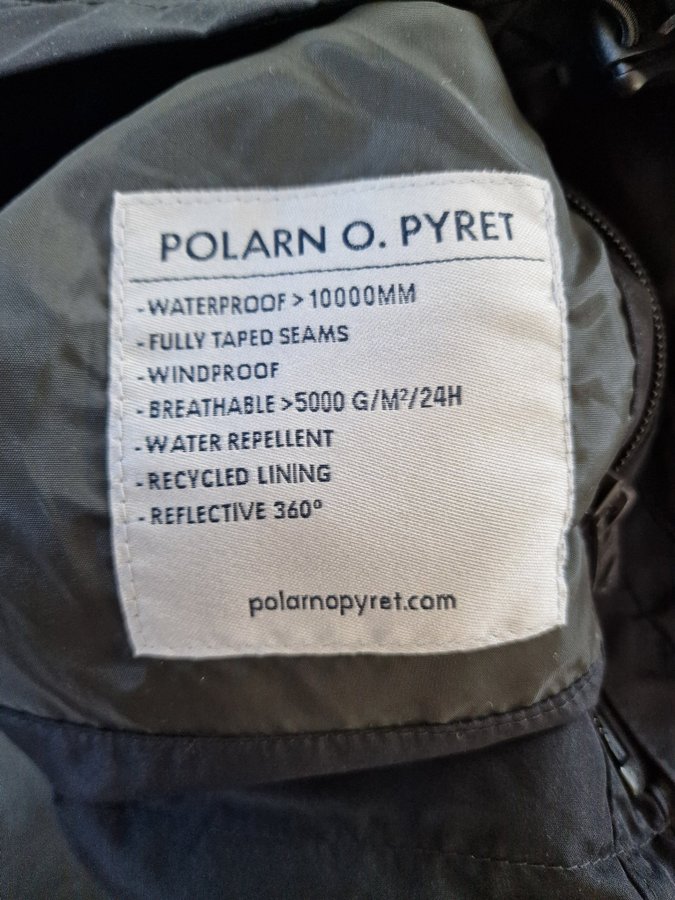 POLARN O. PYRET
-WATERPROOF >10000MM
-FULLY TAPED SEAMS
-WINDPROOF
-BREATHABLE >5000 G/M²/24H
-WATER REPELLENT
-RECYCLED LINING
-REFLECTIVE 360°
polarnopyret.com